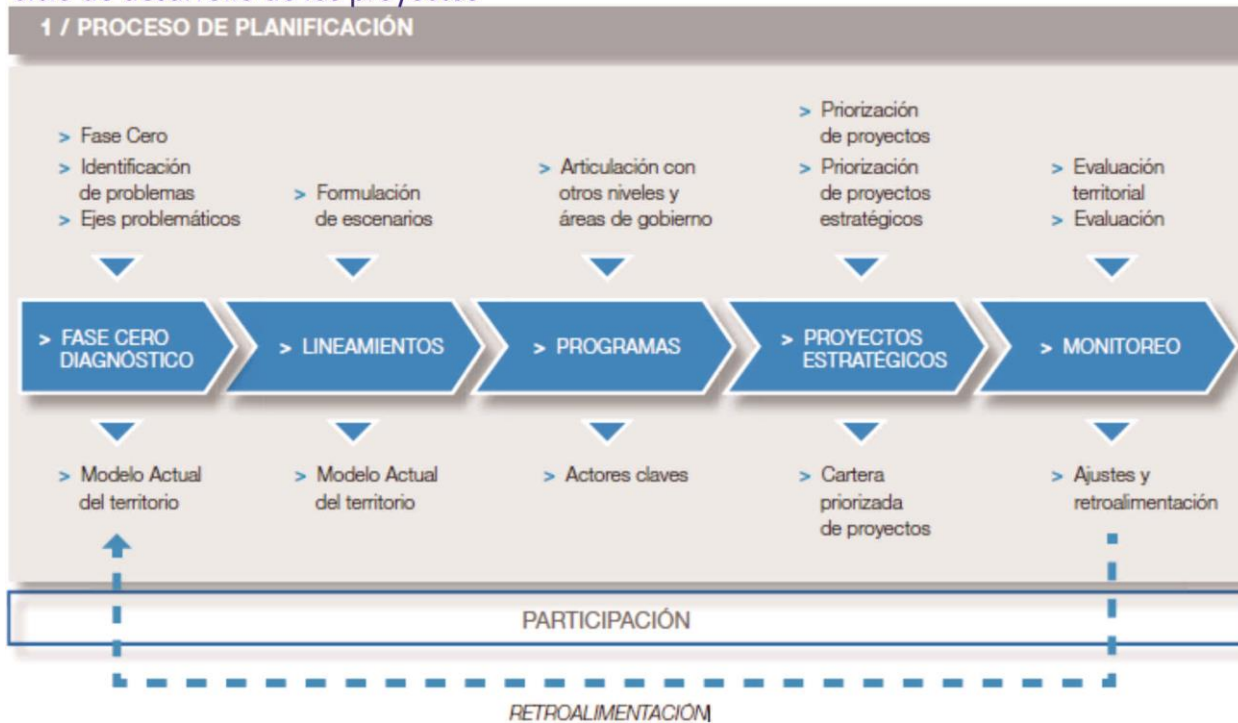 1 / PROCESO DE PLANIFICACIÓN
> Fase Cero
> Identificación
de problemas
> Ejes problemáticos
> Formulación
de escenarios
> Articulación con
otros niveles y
áreas de gobierno
> Priorización
de proyectos
> Priorización
de proyectos
estratégicos
> Evaluación
territorial
> Evaluación
> FASE CERO
DIAGNÓSTICO
> LINEAMIENTOS
> PROGRAMAS
> PROYECTOS
ESTRATÉGICOS
> MONITOREO
> Modelo Actual
del territorio
> Modelo Actual
del territorio
> Actores claves
> Cartera
priorizada
de proyectos
> Ajustes y
retroalimentación
PARTICIPACIÓN
RETROALIMENTACIÓN